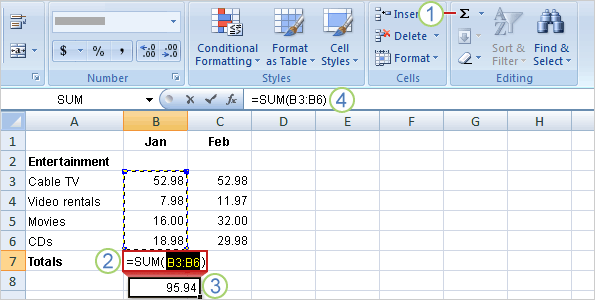 Insert
1
Σ
$ % , .00
Conditional Formatting
Format as Table
Cell Styles
Delete
Format
Sort & Filter
Find & Select
Number
Styles
Cells
Editing
SUM
fx
=SUM(B3:B6)
4
A B C D E F G H
1 Jan Feb
2 Entertainment
3 Cable TV 52.98 52.98
4 Video rentals 7.98 11.97
5 Movies 16.00 32.00
6 CDs 18.98 29.98
7 Totals 2 =SUM(B3:B6)
8 95.94 3